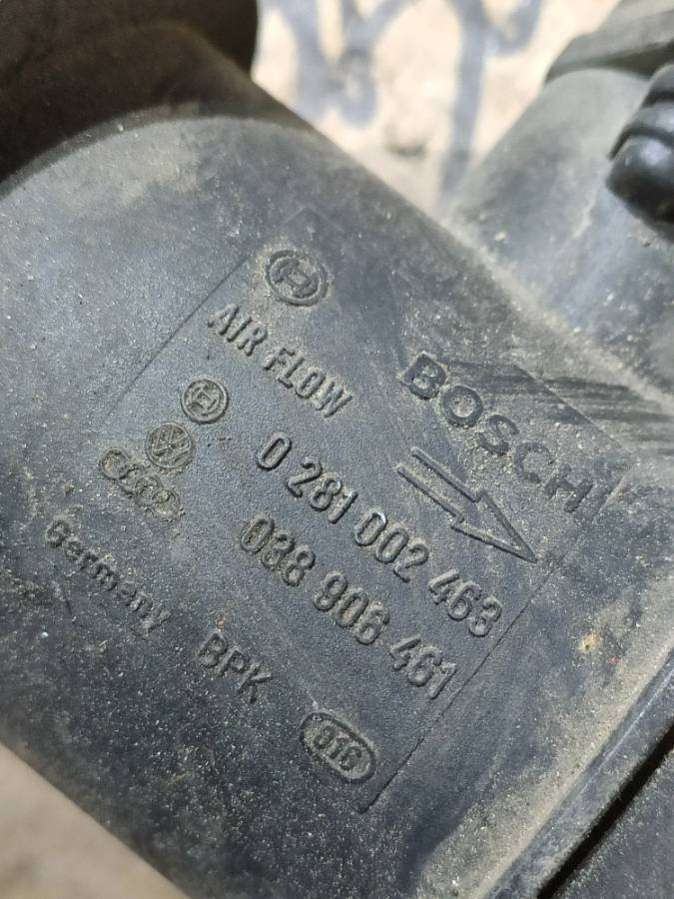 AIR FLOW
BOSCH
0 281 002 463
038 906 461
Germany BPK 016